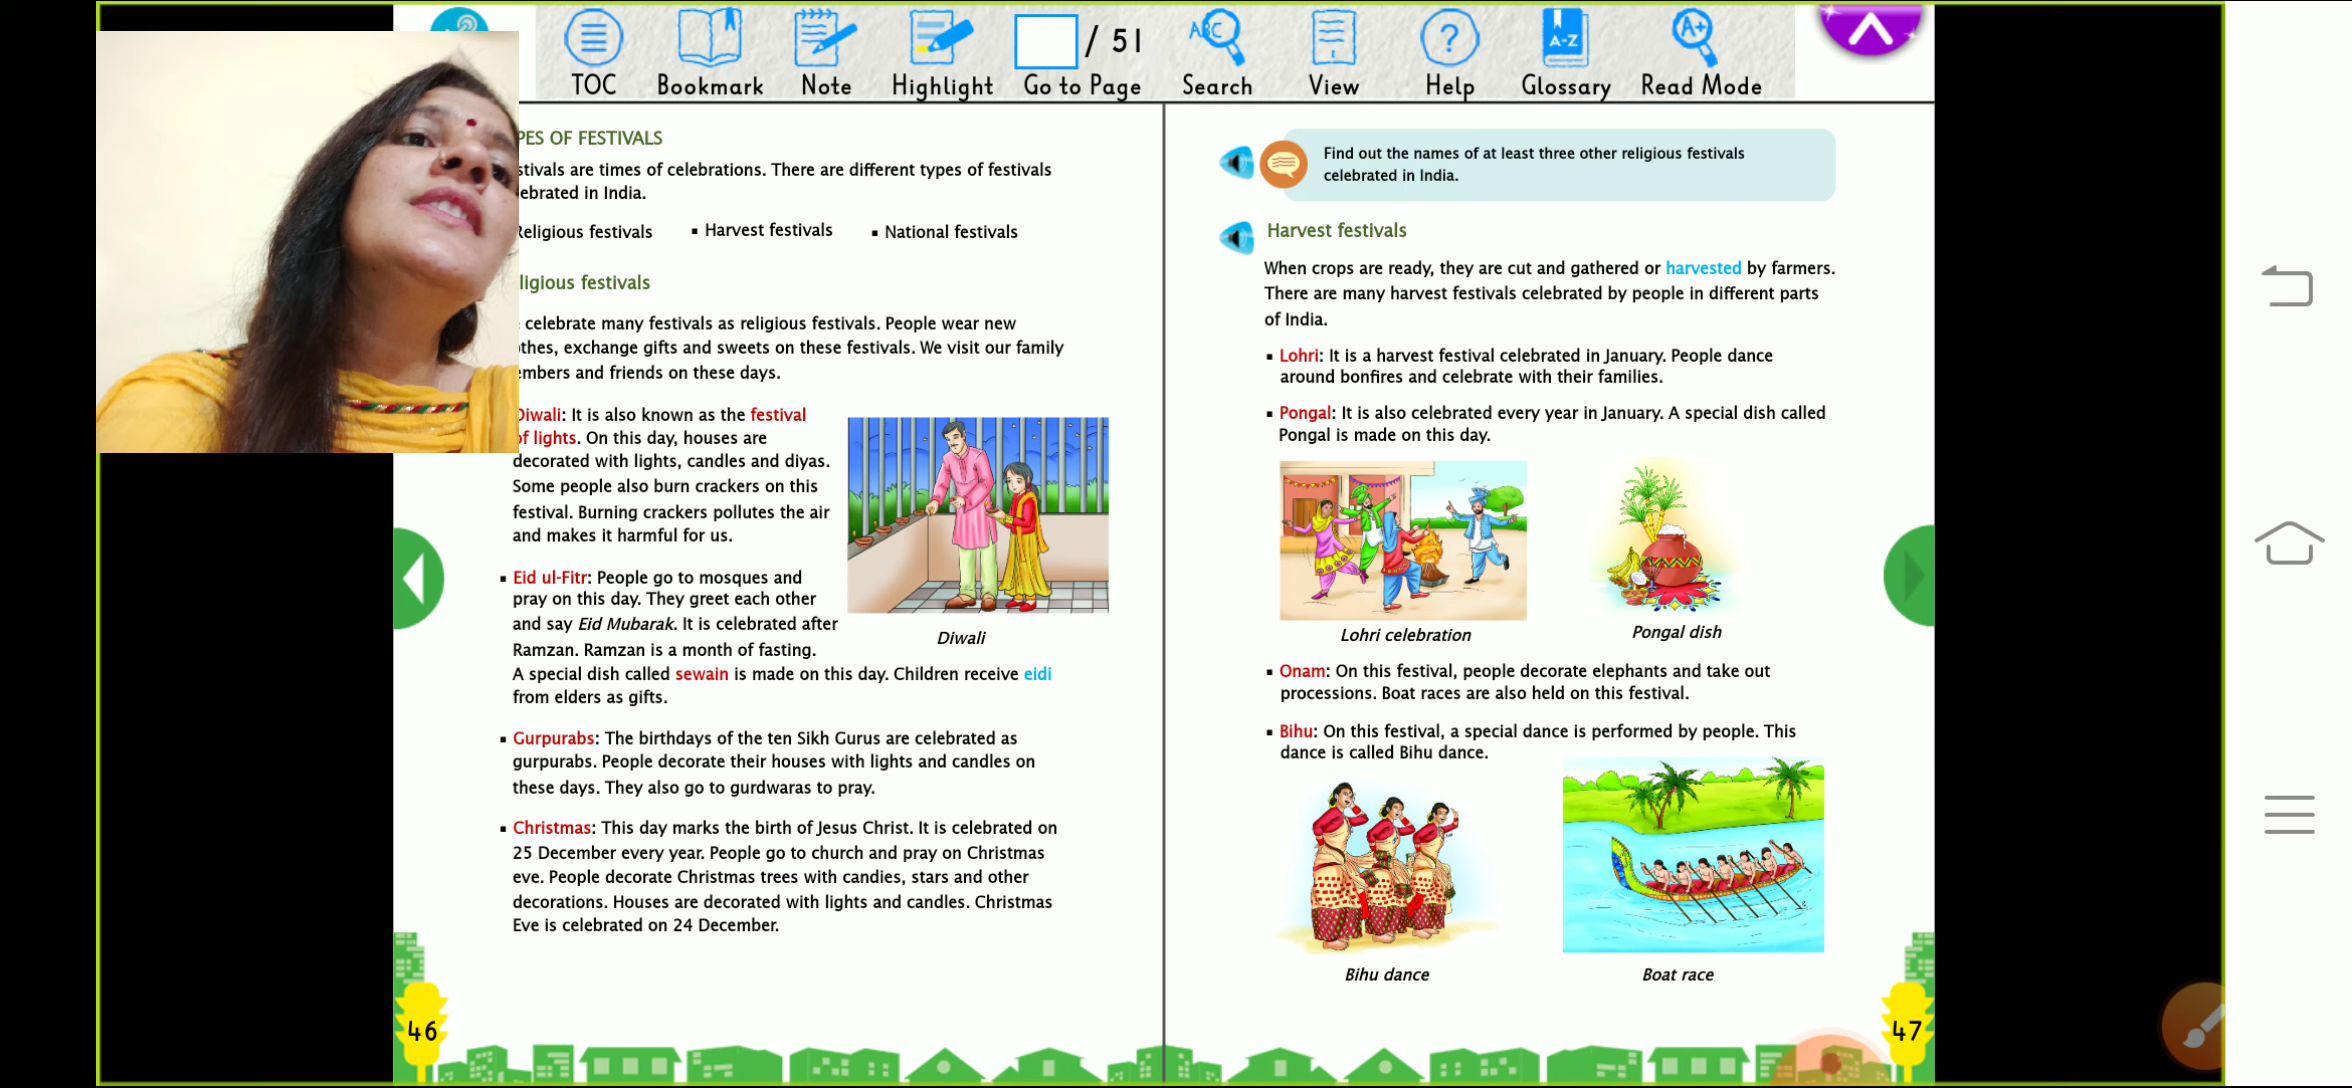 TOC
Bookmark
Note
Highlight
/ 51
Go to Page
ABC
Search
View
?
Help
A-Z
Glossary
A+
Read Mode
PES OF FESTIVALS
stivals are times of celebrations. There are different types of festivals
ebrated in India.
Religious festivals ▪ Harvest festivals ▪ National festivals
ligious festivals
celebrate many festivals as religious festivals. People wear new
othes, exchange gifts and sweets on these festivals. We visit our family
embers and friends on these days.
Diwali: It is also known as the festival
of lights. On this day, houses are
decorated with lights, candles and diyas.
Some people also burn crackers on this
festival. Burning crackers pollutes the air
and makes it harmful for us.
Diwali
▪ Eid ul-Fitr: People go to mosques and
pray on this day. They greet each other
and say Eid Mubarak. It is celebrated after
Ramzan. Ramzan is a month of fasting.
A special dish called sewain is made on this day. Children receive eidi
from elders as gifts.
▪ Gurpurabs: The birthdays of the ten Sikh Gurus are celebrated as
gurpurabs. People decorate their houses with lights and candles on
these days. They also go to gurdwaras to pray.
▪ Christmas: This day marks the birth of Jesus Christ. It is celebrated on
25 December every year. People go to church and pray on Christmas
eve. People decorate Christmas trees with candies, stars and other
decorations. Houses are decorated with lights and candles. Christmas
Eve is celebrated on 24 December.
46
Find out the names of at least three other religious festivals
celebrated in India.
Harvest festivals
When crops are ready, they are cut and gathered or harvested by farmers.
There are many harvest festivals celebrated by people in different parts
of India.
▪ Lohri: It is a harvest festival celebrated in January. People dance
around bonfires and celebrate with their families.
▪ Pongal: It is also celebrated every year in January. A special dish called
Pongal is made on this day.
Lohri celebration
Pongal dish
▪ Onam: On this festival, people decorate elephants and take out
processions. Boat races are also held on this festival.
▪ Bihu: On this festival, a special dance is performed by people. This
dance is called Bihu dance.
Bihu dance
Boat race
47